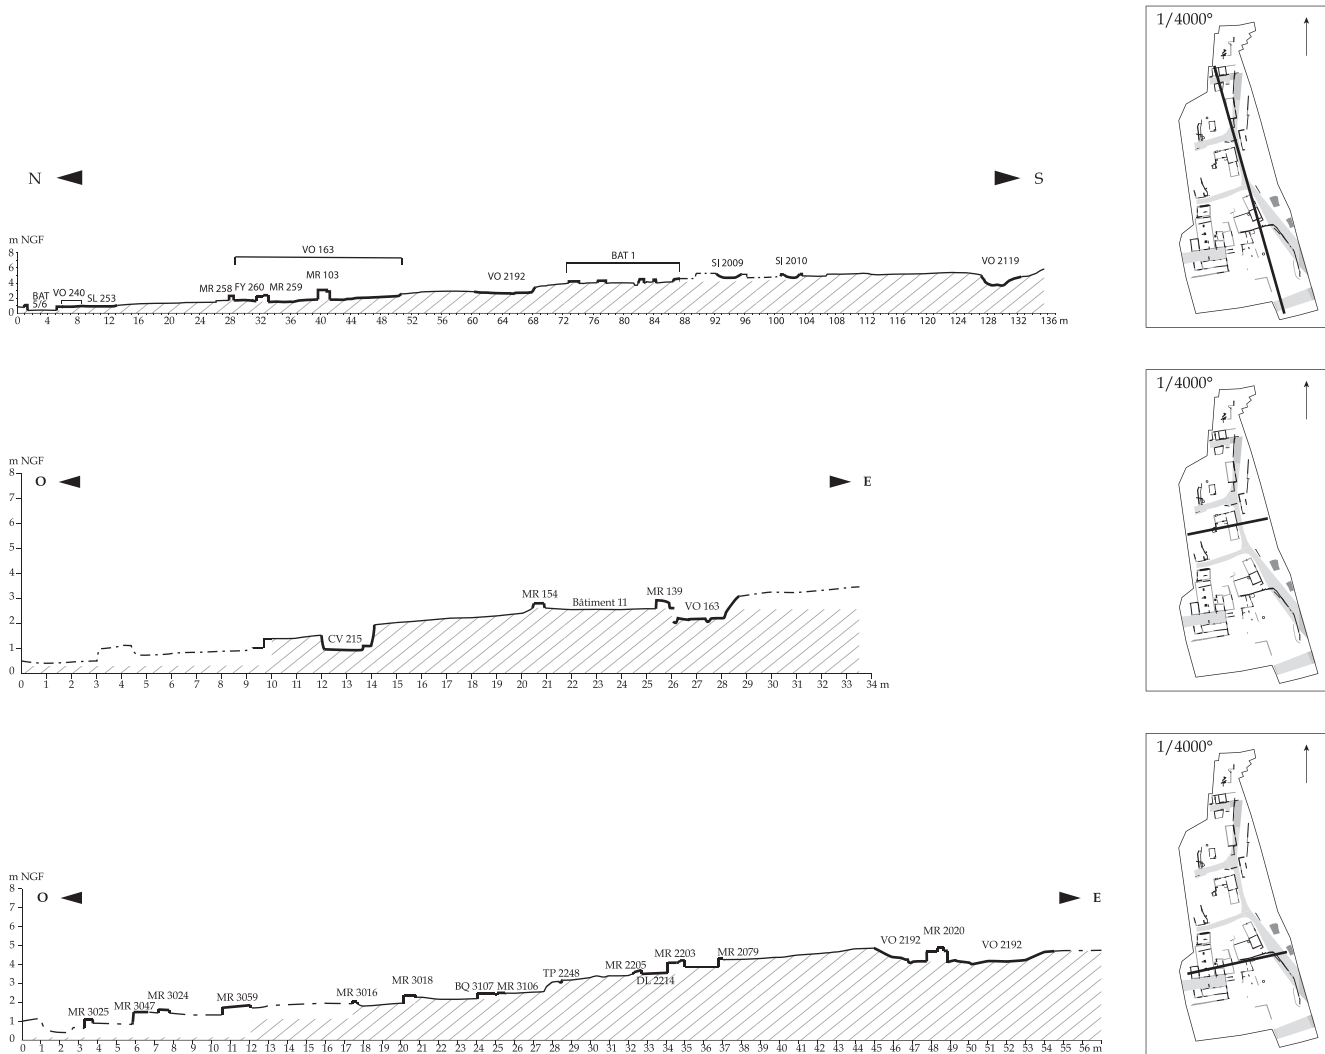 1/4000°
N
S
m NGF
VO 163
BAT 1
8
6
4
2
0
BAT
5/6
VO 240
SL 253
MR 258
FY 260
MR 259
MR 103
VO 2192
SJ 2009
SJ 2010
VO 2119
0 4 8 12 16 20 24 28 32 36 40 44 48 52 56 60 64 68 72 76 80 84 88 92 96 100 104 108 112 116 120 124 128 132 136 m
1/4000°
m NGF
O
E
8
7
6
5
4
3
2
1
0
CV 215
MR 154
Bâtiment 11
MR 139
VO 163
0 1 2 3 4 5 6 7 8 9 10 11 12 13 14 15 16 17 18 19 20 21 22 23 24 25 26 27 28 29 30 31 32 33 34 m
1/4000°
m NGF
O
E
8
7
6
5
4
3
2
1
0
MR 3025
MR 3047
MR 3024
MR 3059
MR 3016
MR 3018
BQ 3107
MR 3106
TP 2248
MR 2205
DL 2214
MR 2203
MR 2079
VO 2192
MR 2020
VO 2192
0 1 2 3 4 5 6 7 8 9 10 11 12 13 14 15 16 17 18 19 20 21 22 23 24 25 26 27 28 29 30 31 32 33 34 35 36 37 38 39 40 42 43 44 45 46 47 48 49 50 51 52 53 54 55 56 m